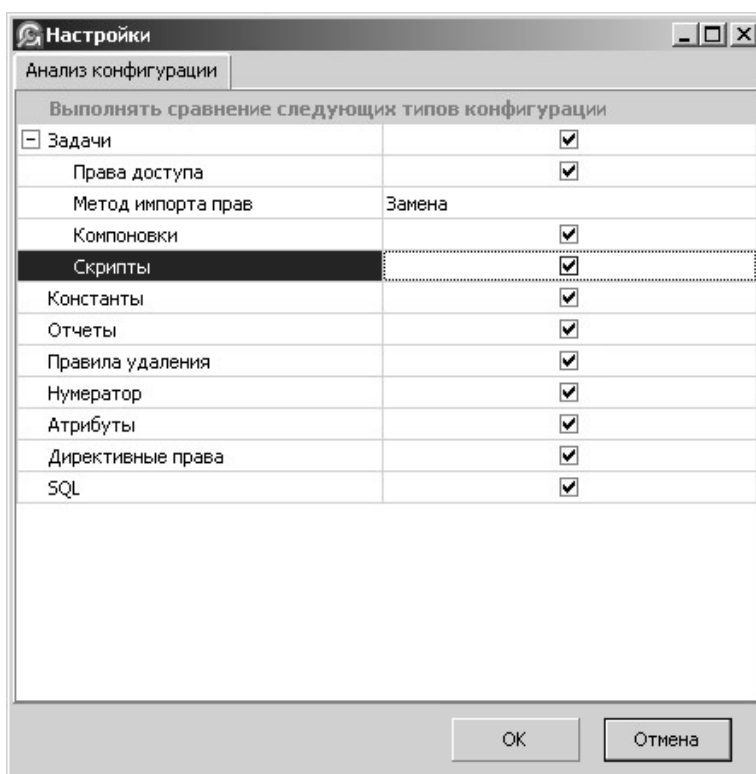 Настройки
Анализ конфигурации
Выполнять сравнение следующих типов конфигурации
Задачи
Права доступа
Метод импорта прав Замена
Компоновки
Скрипты
Константы
Отчеты
Правила удаления
Нумератор
Атрибуты
Директивные права
SQL
ОК Отмена